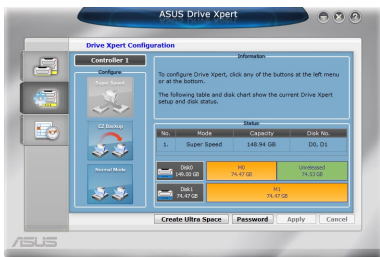 ASUS Drive Xpert
Drive Xpert Configuration
Controller 1
Configure
Super Speed
EZ Backup
Normal Mode
Information
To configure Drive Xpert, click any of the buttons at the left menu
or at the bottom.
The following table and disk chart show the current Drive Xpert
setup and disk status.
Status
No. Mode Capacity Disk No.
1. Super Speed 148.94 GB D0, D1
Disk0 M0 Unreleased
149.00 GB 74.47 GB 74.53 GB
Disk1 M1
74.47 GB 74.47 GB
Create Ultra Space Password Apply Cancel
ASUS